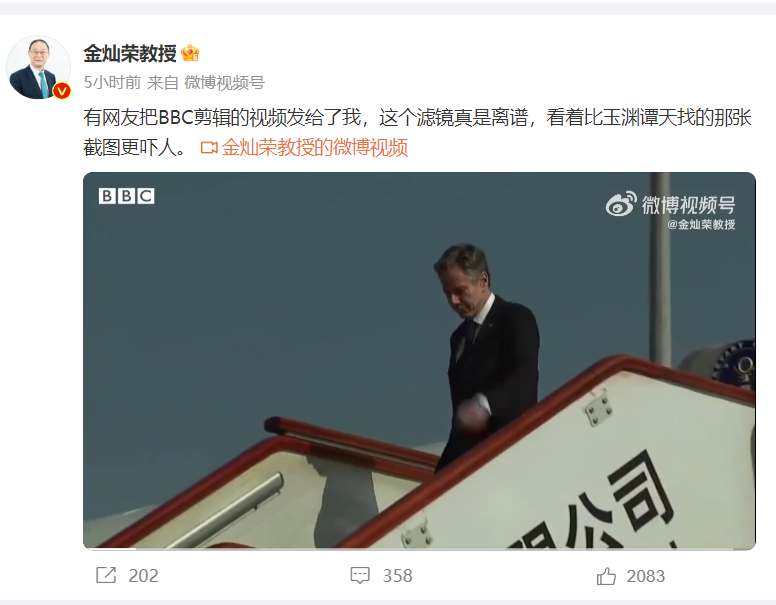 金灿荣教授
5小时前 来自 微博视频号
有网友把BBC剪辑的视频发给了我，这个滤镜真是离谱，看着比玉渊谭天找的那张
截图更吓人。 金灿荣教授的微博视频
BBC
微博视频号
@金灿荣教授
限公司
202
358
2083